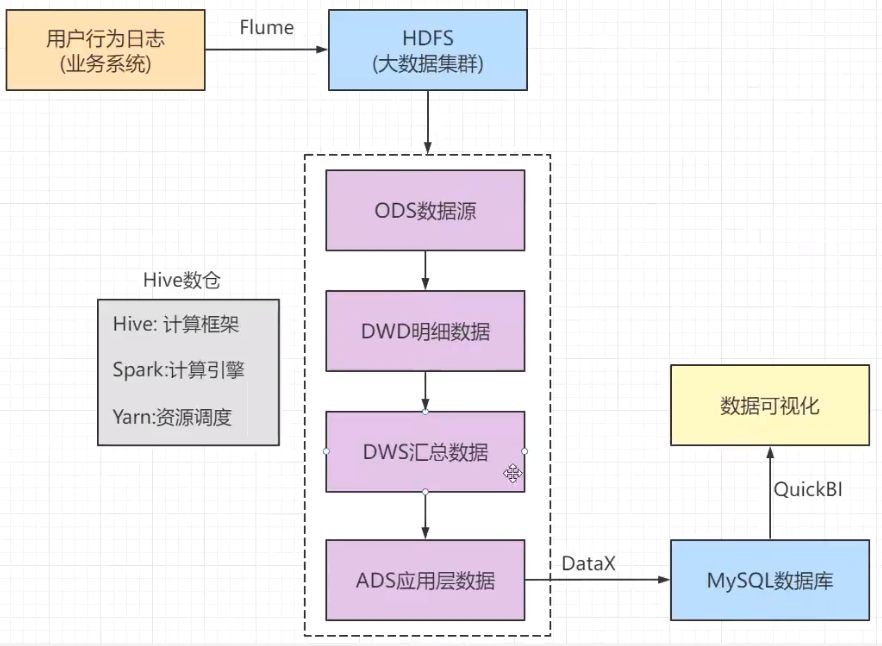 用户行为日志
(业务系统)
Flume
HDFS
(大数据集群)
ODS数据源
Hive数仓
Hive: 计算框架
Spark:计算引擎
Yarn:资源调度
DWD明细数据
DWS汇总数据
ADS应用层数据
DataX
MySQL数据库
QuickBI
数据可视化